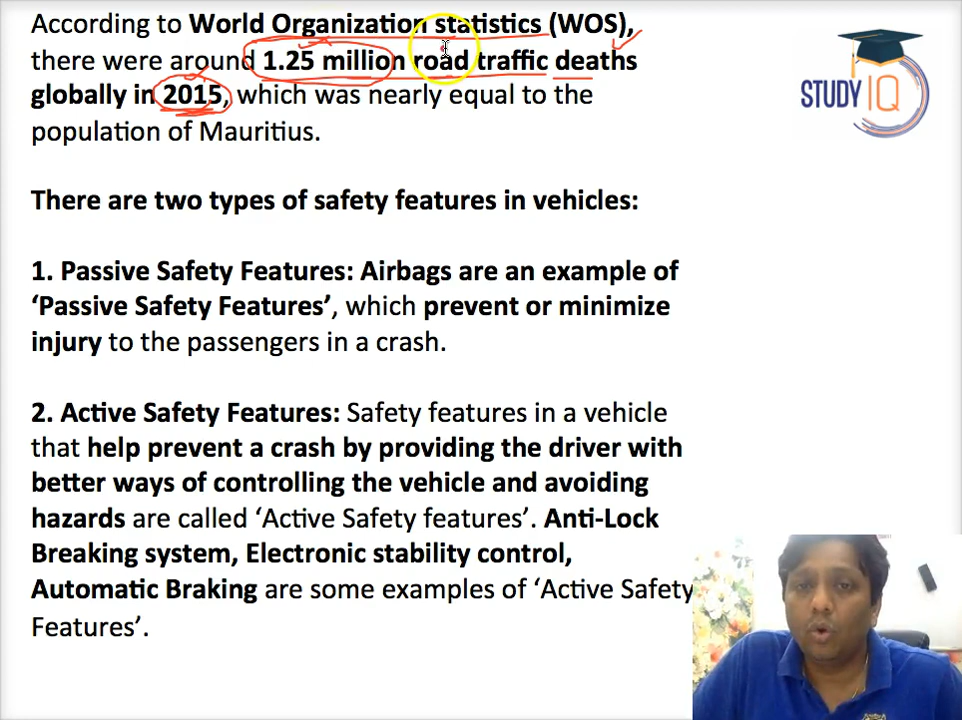 According to World Organization statistics (WOS),
there were around 1.25 million road traffic deaths
globally in 2015, which was nearly equal to the
population of Mauritius.
STUDY IQ
There are two types of safety features in vehicles:
1. Passive Safety Features: Airbags are an example of
‘Passive Safety Features’, which prevent or minimize
injury to the passengers in a crash.
2. Active Safety Features: Safety features in a vehicle
that help prevent a crash by providing the driver with
better ways of controlling the vehicle and avoiding
hazards are called ‘Active Safety features’. Anti-Lock
Breaking system, Electronic stability control,
Automatic Braking are some examples of ‘Active Safety
Features’.